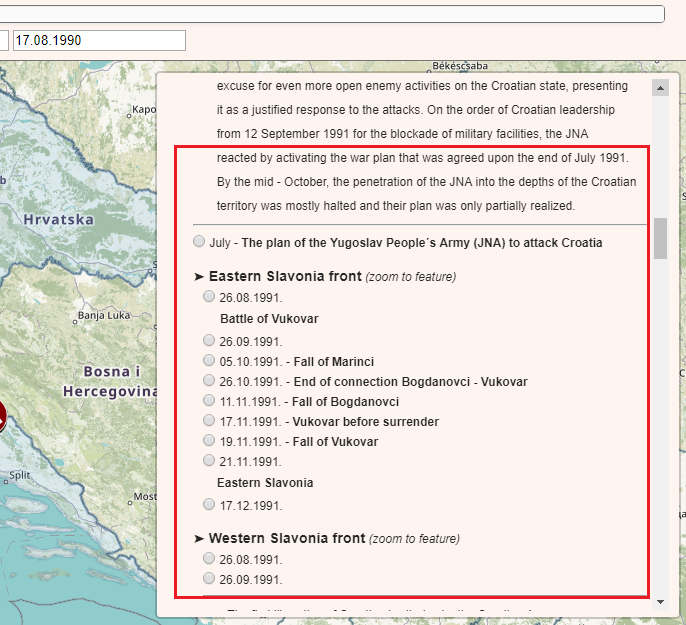 17.08.1990
Békéscsaba
excuse for even more open enemy activities on the Croatian state, presenting
Kapo
it as a justified response to the attacks. On the order of Croatian leadership
from 12 September 1991 for the blockade of military facilities, the JNA
reacted by activating the war plan that was agreed upon the end of July 1991.
b
By the mid - October, the penetration of the JNA into the depths of the Croatian
Hrvatska
territory was mostly halted and their plan was only partially realized.
July - The plan of the Yugoslav People´s Army (JNA) to attack Croatia
S
➤ Eastern Slavonia front (zoom to feature)
26.08.1991.
Banja Luka
Battle of Vukovar
26.09.1991.
05.10.1991. - Fall of Marinci
Bosna i
Hercegovina
26.10.1991. - End of connection Bogdanovci - Vukovar
11.11.1991. - Fall of Bogdanovci
17.11.1991. - Vukovar before surrender
19.11.1991. - Fall of Vukovar
21.11.1991.
Split
Eastern Slavonia
Most
17.12.1991.
➤ Western Slavonia front (zoom to feature)
26.08.1991.
26.09.1991.